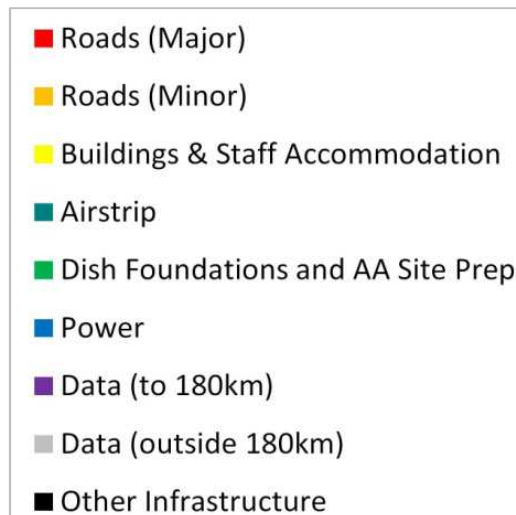 Roads (Major)
Roads (Minor)
Buildings & Staff Accommodation
Airstrip
Dish Foundations and AA Site Prep
Power
Data (to 180km)
Data (outside 180km)
Other Infrastructure